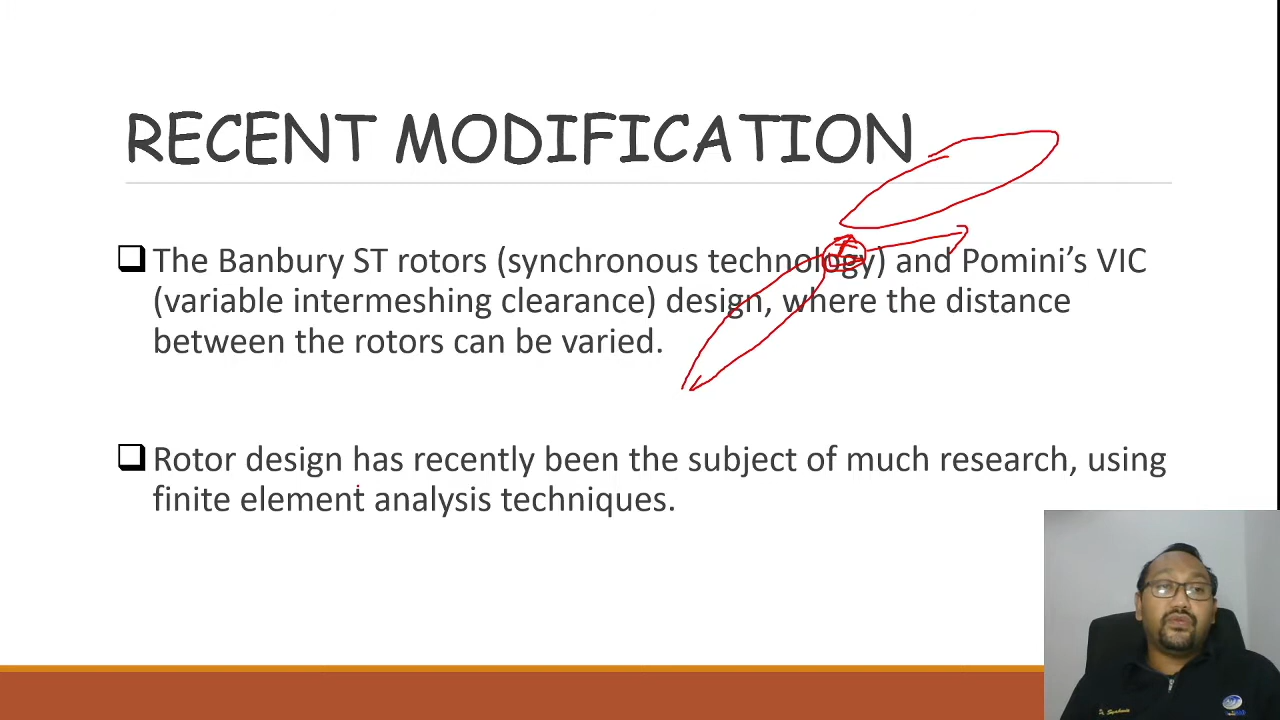 RECENT MODIFICATION
The Banbury ST rotors (synchronous technology) and Pomini’s VIC
(variable intermeshing clearance) design, where the distance
between the rotors can be varied.
Rotor design has recently been the subject of much research, using
finite element analysis techniques.